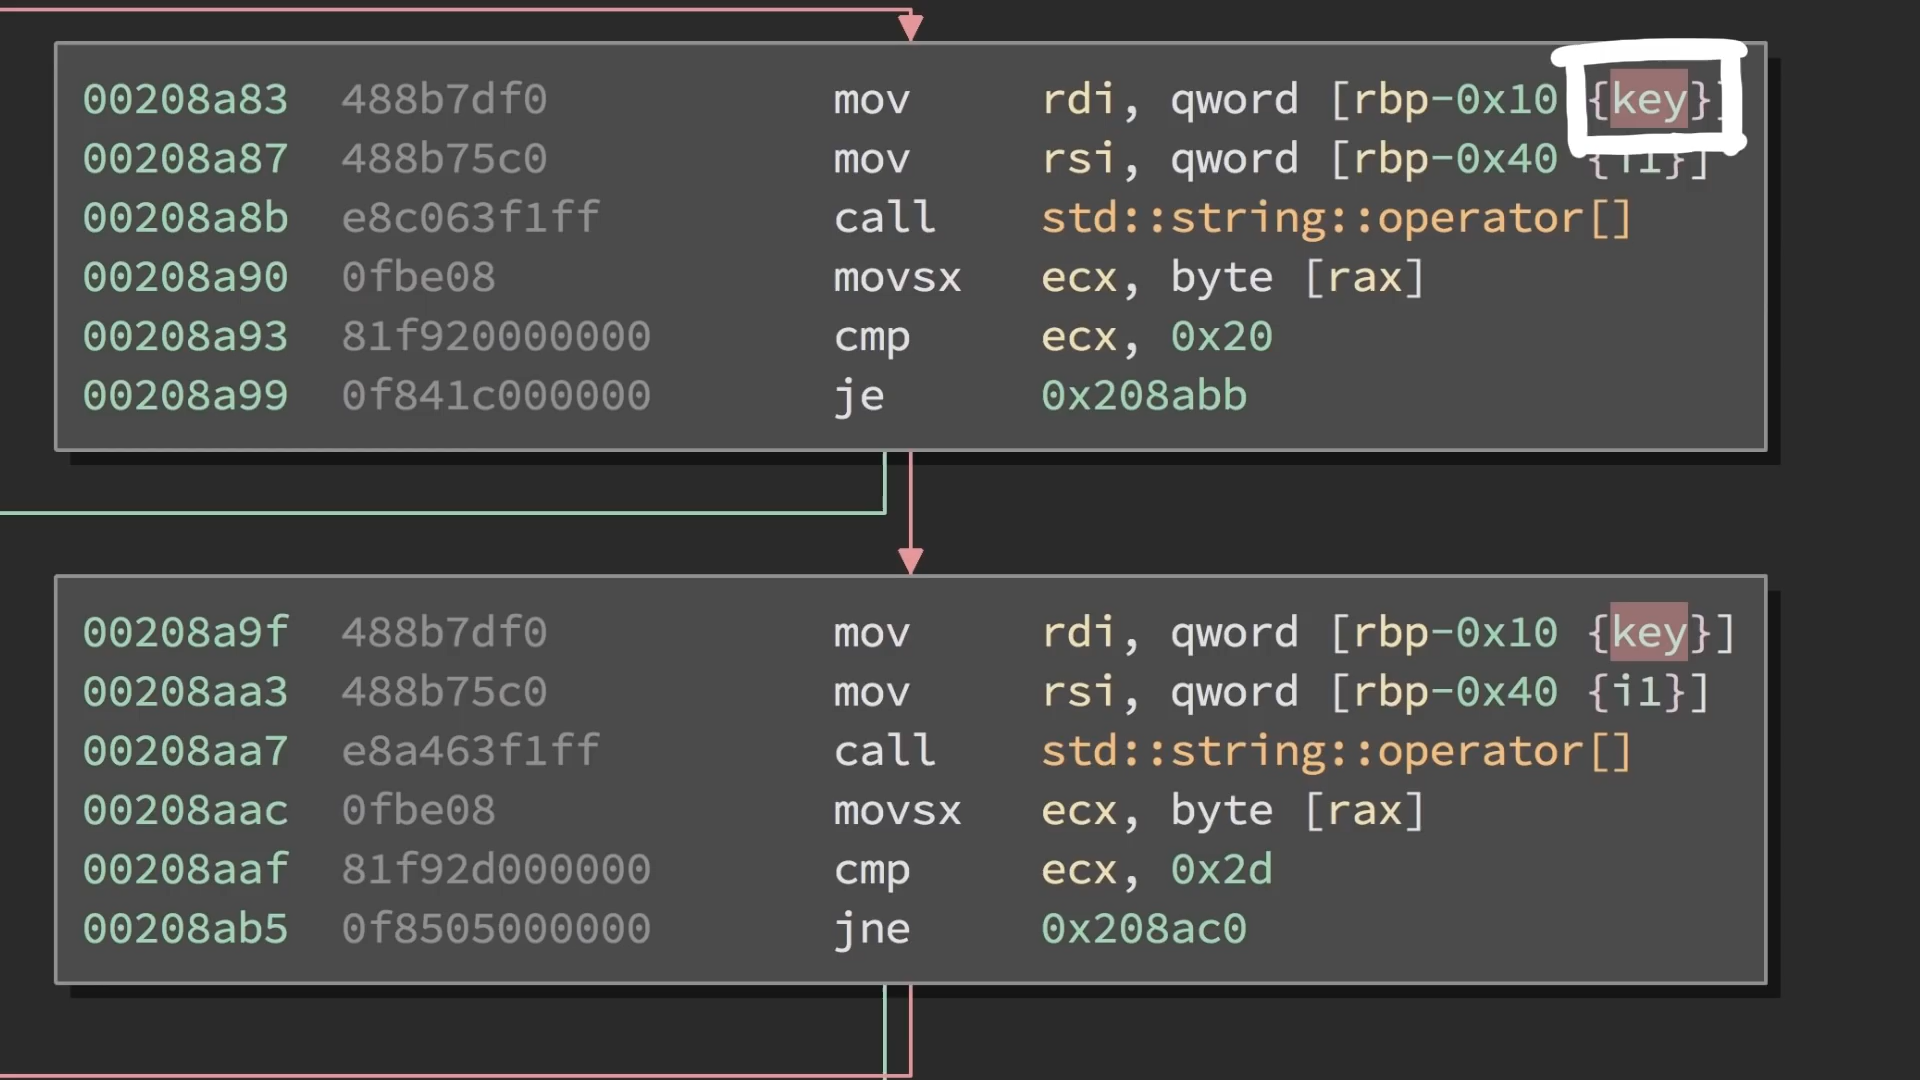 00208a83 488b7df0 mov rdi, qword [rbp-0x10 {key}]
00208a87 488b75c0 mov rsi, qword [rbp-0x40 {i1}]
00208a8b e8c063f1ff call std::string::operator[]
00208a90 0fbe08 movsx ecx, byte [rax]
00208a93 81f920000000 cmp ecx, 0x20
00208a99 0f841c000000 je 0x208abb
00208a9f 488b7df0 mov rdi, qword [rbp-0x10 {key}]
00208aa3 488b75c0 mov rsi, qword [rbp-0x40 {i1}]
00208aa7 e8a463f1ff call std::string::operator[]
00208aac 0fbe08 movsx ecx, byte [rax]
00208aaf 81f92d000000 cmp ecx, 0x2d
00208ab5 0f8505000000 jne 0x208ac0